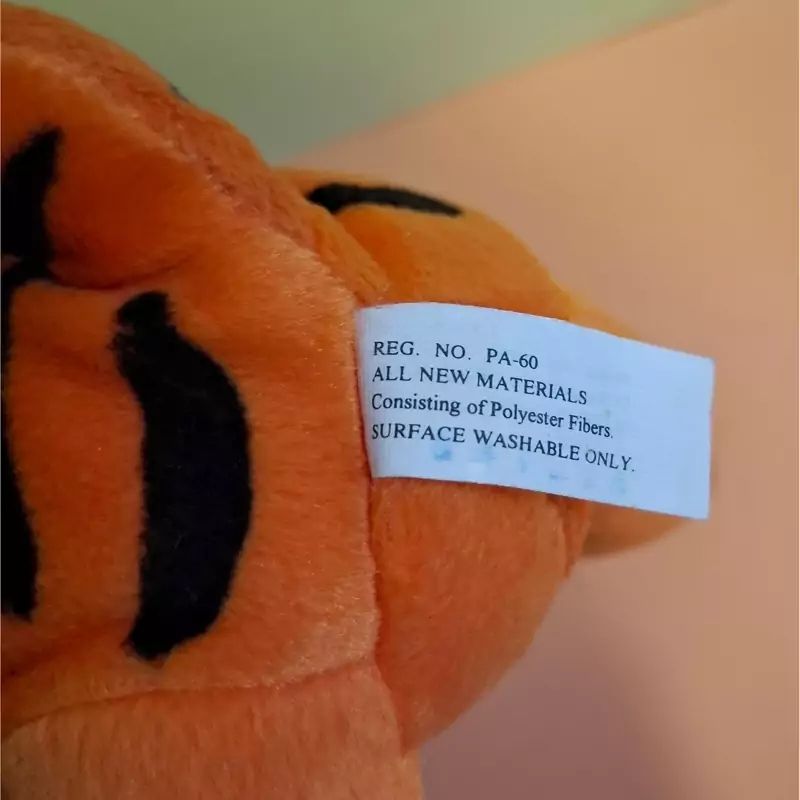 REG. NO. PA-60
ALL NEW MATERIALS
Consisting of Polyester Fibers.
SURFACE WASHABLE ONLY.